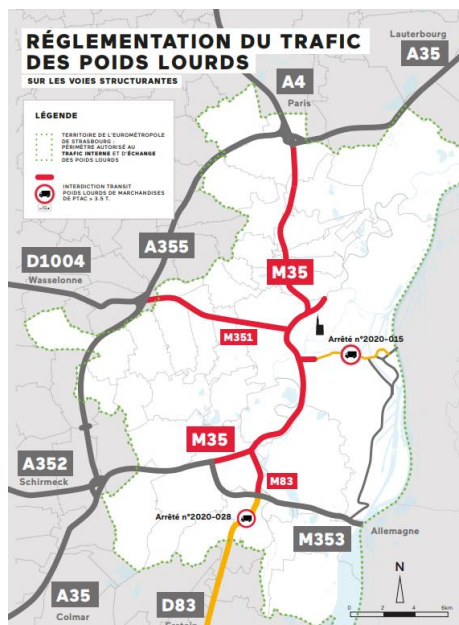 RÉGLEMENTATION DU TRAFIC
DES POIDS LOURDS
SUR LES VOIES STRUCTURANTES
Lauterbourg
A35
A4
Paris
LÉGENDE
TERRITOIRE DE L'EUROMÉTROPOLE
DE STRASBOURG :
PÉRIMÈTRE AUTORISÉ AU
TRAFIC INTERNE ET D'ÉCHANGE
DES POIDS LOURDS
INTERDICTION TRANSIT
POIDS LOURDS DE MARCHANDISES
DE PTAC > 3.5 T.
A355
D1004
Wasselonne
M35
M351
Arrêté n°2020-015
M35
A352
Schirmeck
M83
Arrêté n°2020-028
M353
Allemagne
A35
Colmar
D83
N
0 2 4 6km